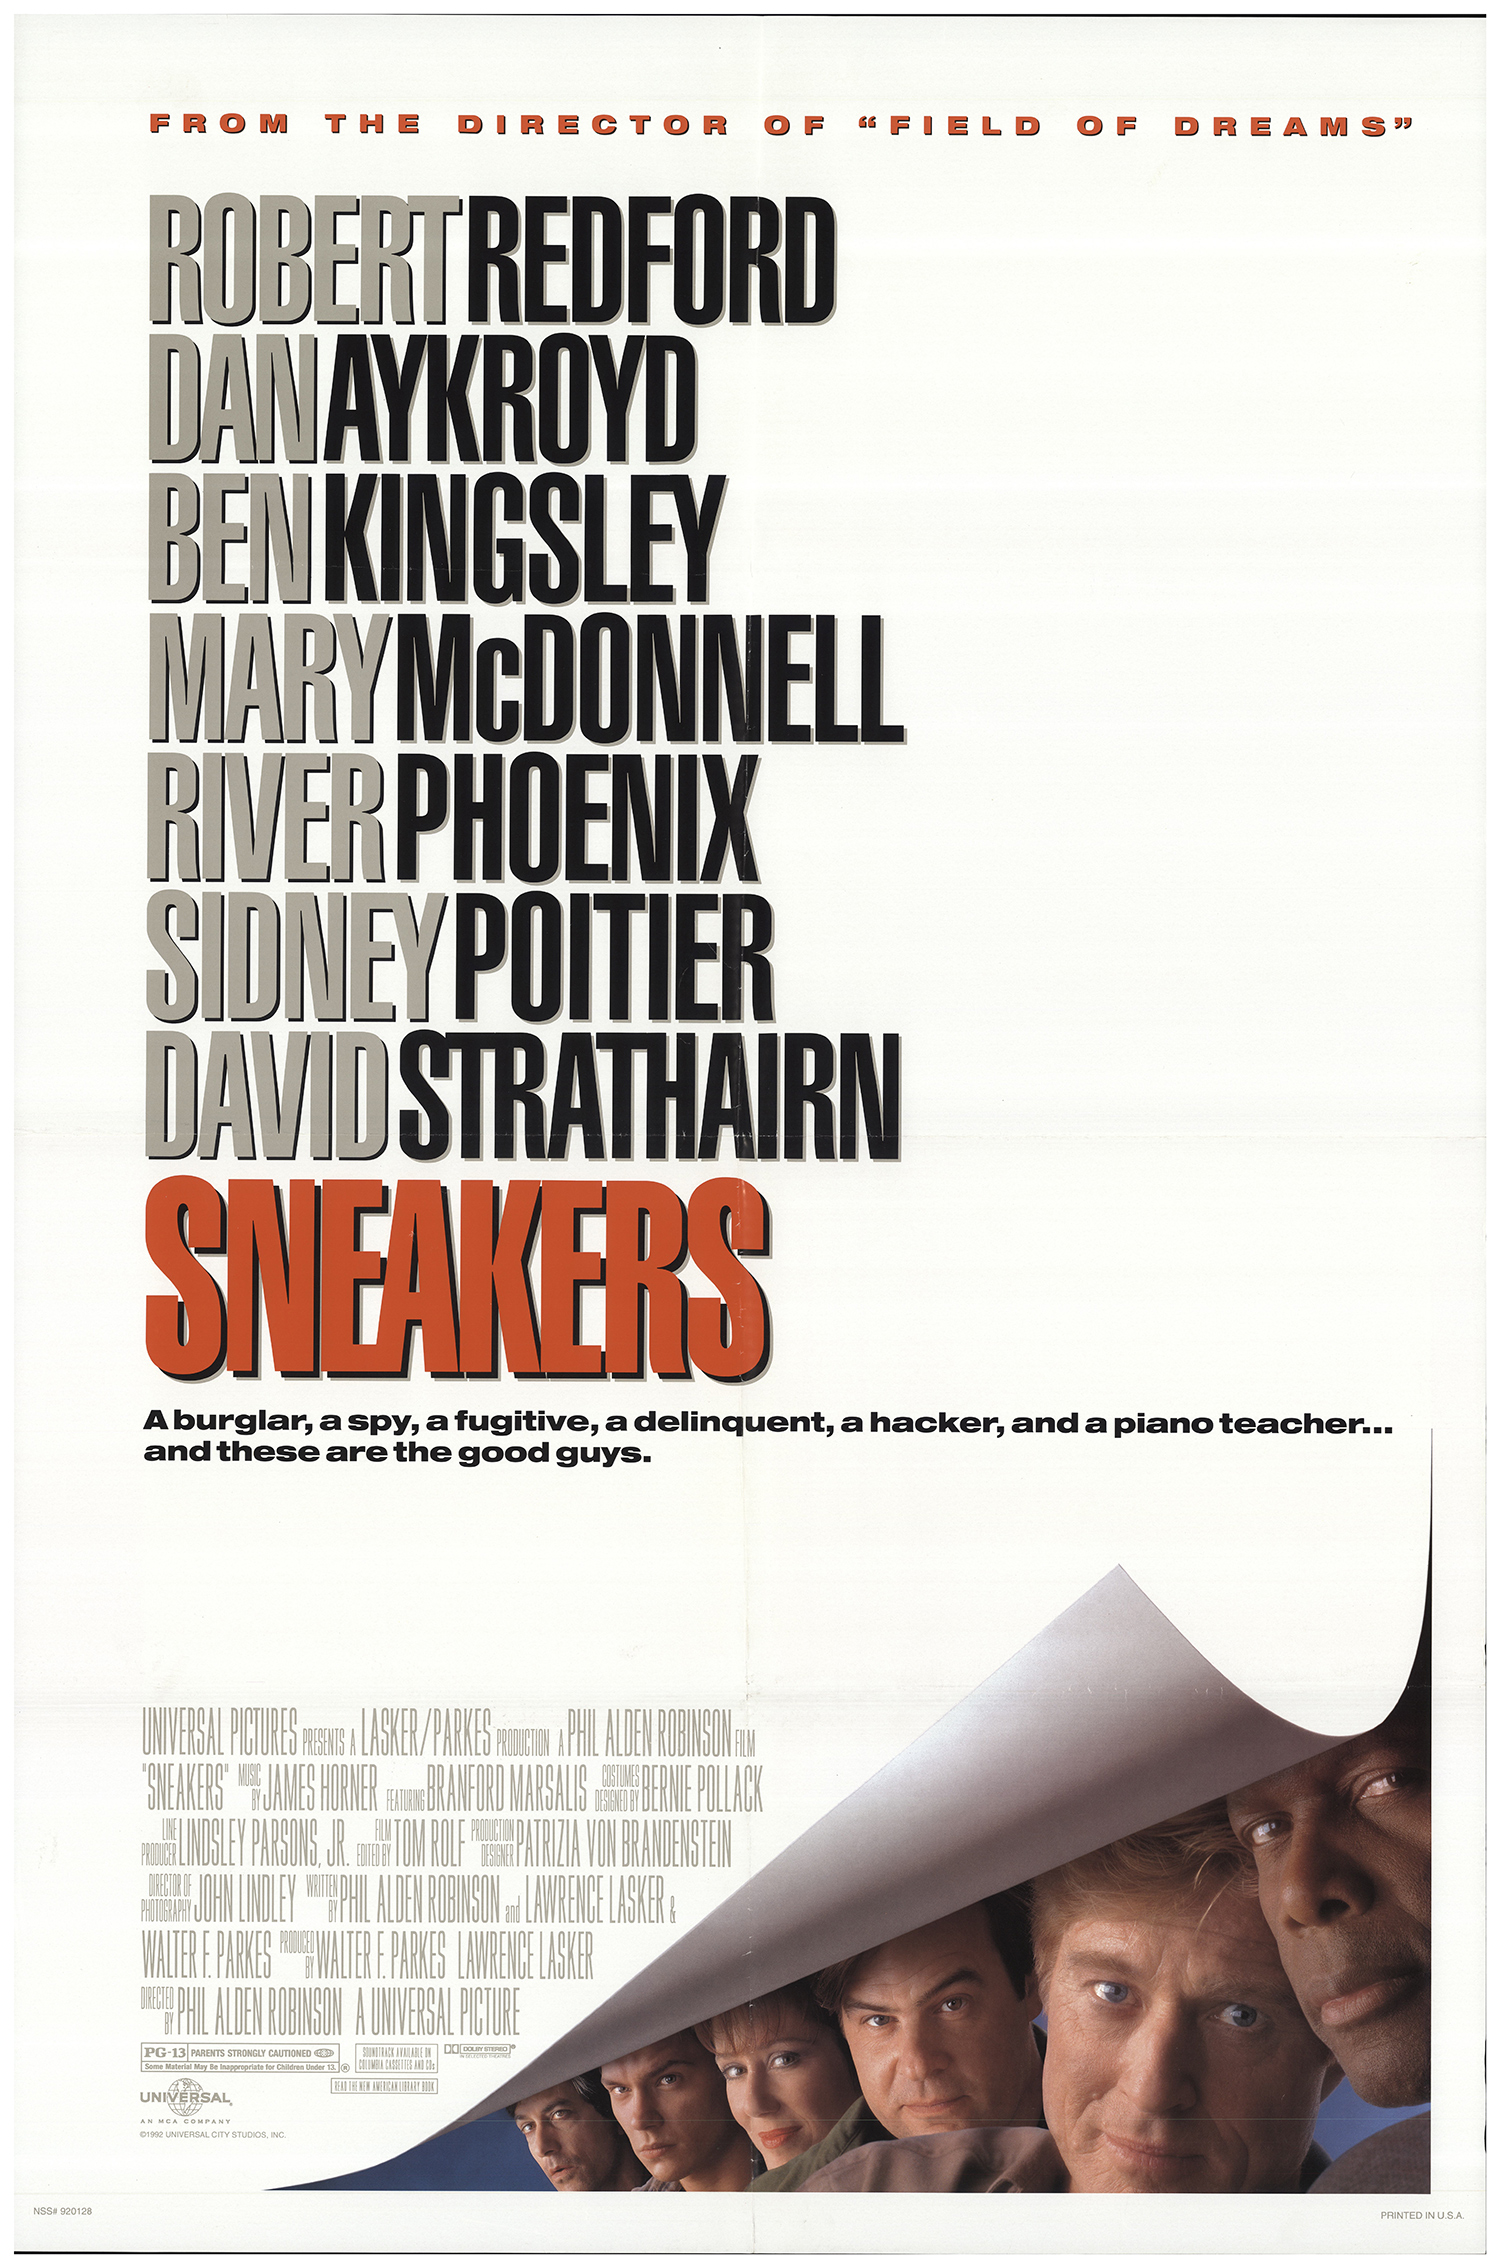 FROM THE DIRECTOR OF “FIELD OF DREAMS”
ROBERT REDFORD
DAN AYKROYD
BEN KINGSLEY
MARY McDONNELL
RIVER PHOENIX
SIDNEY POITIER
DAVID STRATHAIRN
SNEAKERS
A burglar, a spy, a fugitive, a delinquent, a hacker, and a piano teacher...
and these are the good guys.
UNIVERSAL PICTURES PRESENTS A LASKER/PARKES PRODUCTION A PHIL ALDEN ROBINSON FILM
"SNEAKERS" MUSIC BY JAMES HORNER FEATURING BRANFORD MARSALIS COSTUMES DESIGNED BY BERNIE POLLACK
LINE PRODUCER LINDSLEY PARSONS, JR. FILM EDITED BY TOM ROLF PRODUCTION DESIGNER PATRIZIA VON BRANDENSTEIN
DIRECTOR OF PHOTOGRAPHY JOHN LINDLEY WRITTEN BY PHIL ALDEN ROBINSON and LAWRENCE LASKER &
WALTER F. PARKES PRODUCED BY WALTER F. PARKES LAWRENCE LASKER
DIRECTED BY PHIL ALDEN ROBINSON A UNIVERSAL PICTURE
PG-13 PARENTS STRONGLY CAUTIONED
Some Material May Be Inappropriate for Children Under 13. ®
SOUNDTRACK AVAILABLE ON
COLUMBIA CASSETTES AND CDs
DOLBY STEREO ®
IN SELECTED THEATRES
READ THE NEW AMERICAN LIBRARY BOOK
UNIVERSAL
AN MCA COMPANY
©1992 UNIVERSAL CITY STUDIOS, INC.
NSS# 920128
PRINTED IN U.S.A.